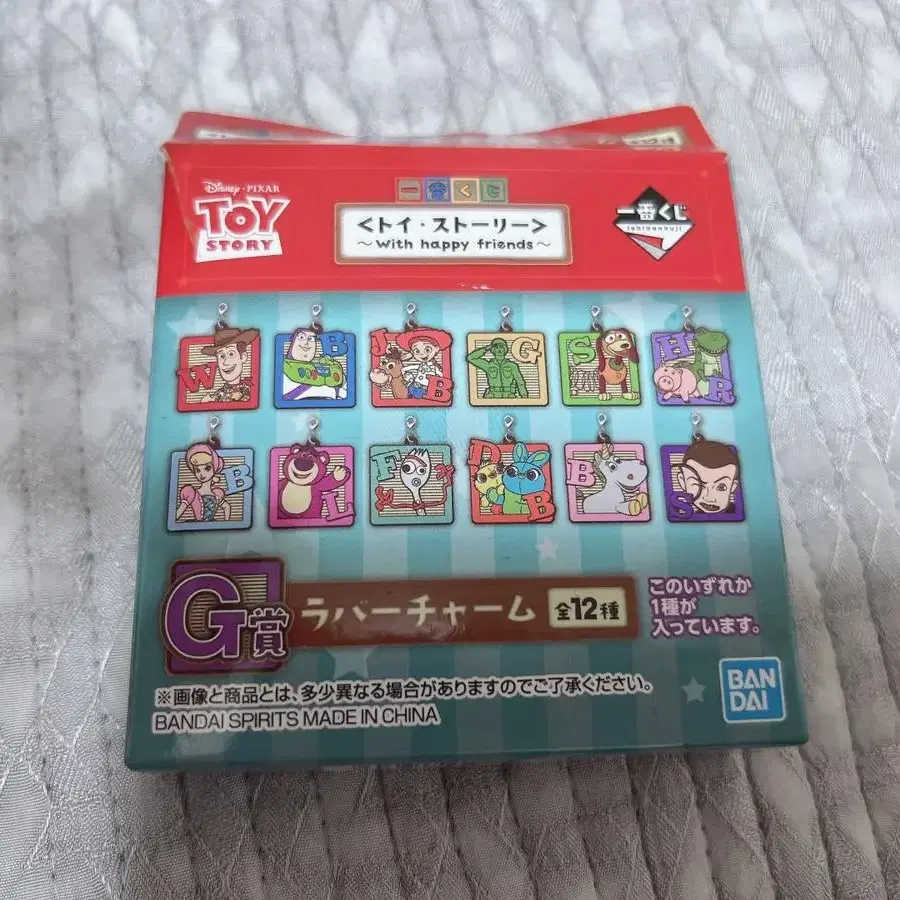 Disney · PIXAR
TOY
STORY
一番くじ
<トイ・ストーリー>
～with happy friends～
一番くじ
ichibankuji
W
B
J B
G
S
H R
B
L
F
D B
B
S
G賞
ラバーチャーム
全12種
このいずれか
1種が
入っています。
※画像と商品とは、多少異なる場合がありますのでご了承ください。
BANDAI SPIRITS MADE IN CHINA
BAN
DAI